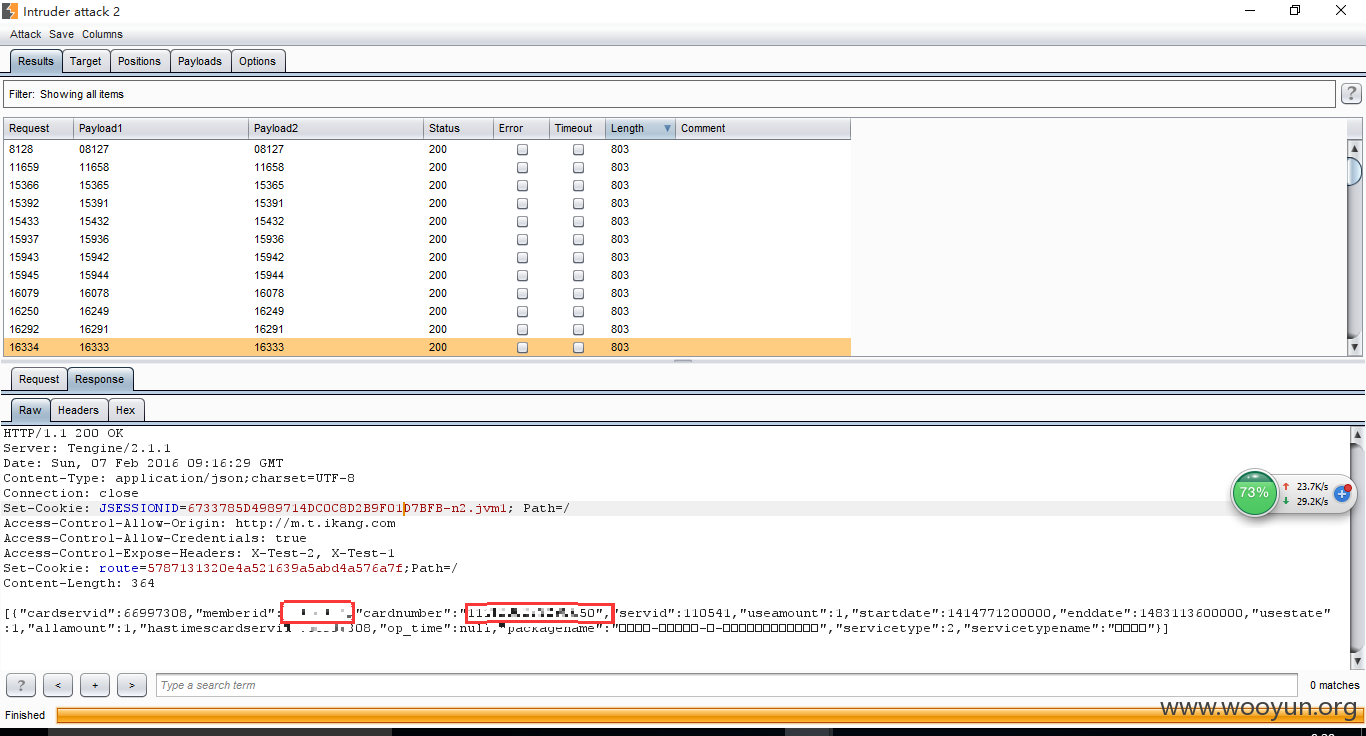 Intruder attack 2
Attack Save Columns
Results Target Positions Payloads Options
Filter: Showing all items ?
Request Payload1 Payload2 Status Error Timeout Length Comment
8128 08127 08127 200 803
11659 11658 11658 200 803
15366 15365 15365 200 803
15392 15391 15391 200 803
15433 15432 15432 200 803
15937 15936 15936 200 803
15943 15942 15942 200 803
15945 15944 15944 200 803
16079 16078 16078 200 803
16250 16249 16249 200 803
16292 16291 16291 200 803
16334 16333 16333 200 803
Request Response
Raw Headers Hex
HTTP/1.1 200 OK
Server: Tengine/2.1.1
Date: Sun, 07 Feb 2016 09:16:29 GMT
Content-Type: application/json;charset=UTF-8
Connection: close
Set-Cookie: JSESSIONID=6733785D4989714DC0C8D2B9F01D7BFB-n2.jvm1; Path=/
Access-Control-Allow-Origin: http://m.t.ikang.com
Access-Control-Allow-Credentials: true
Access-Control-Expose-Headers: X-Test-2, X-Test-1
Set-Cookie: route=5787131320e4a521639a5abd4a576a7f;Path=/
Content-Length: 364
73% 23.7K/s
29.2K/s
[{"cardservid":66997308,"memberid": "cardnumber":"11 50","servid":110541,"useamount":1,"startdate":1414771200000,"enddate":1483113600000,"usestate"
:1,"allamount":1,"hastimescardservi 308,"op_time":null,"packagename":"□□□□-□□□□□-□-□□□□□□□□□□□□","servicetype":2,"servicetypename":"□□□□"}]
? < + > Type a search term 0 matches
Finished
www.wooyun.org